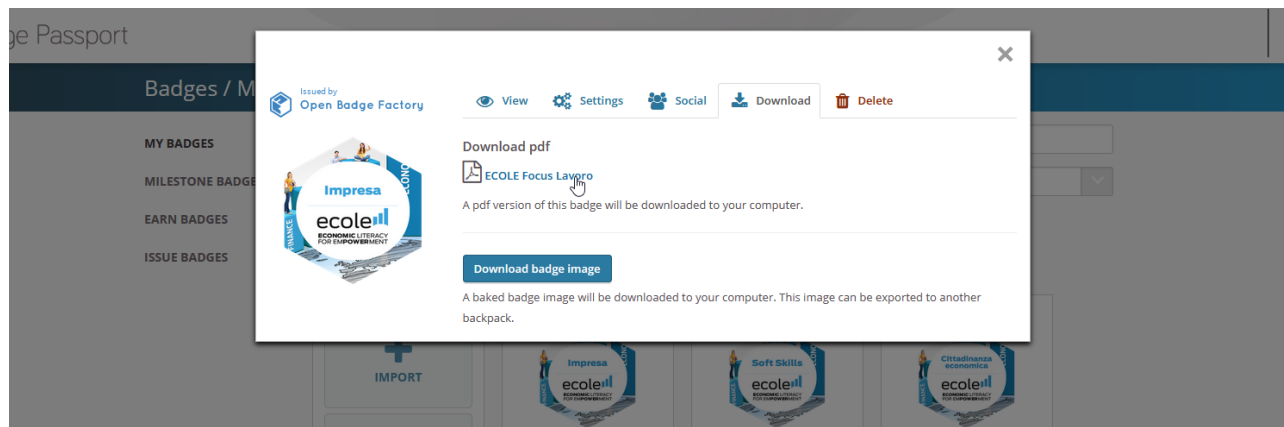 ge Passport
Badges / M
MY BADGES
MILESTONE BADGE
EARN BADGES
ISSUE BADGES
Issued by
Open Badge Factory
View
Settings
Social
Download
Delete
Impresa
ecole
ECONOMIC LITERACY
FOR EMPOWERMENT
FINANCE
ECONO
Download pdf
ECOLE Focus Lavoro
A pdf version of this badge will be downloaded to your computer.
Download badge image
A baked badge image will be downloaded to your computer. This image can be exported to another
backpack.
IMPORT
Impresa
ecole
ECONOMIC LITERACY
FOR EMPOWERMENT
Soft Skills
ecole
ECONOMIC LITERACY
FOR EMPOWERMENT
Cittadinanza
economica
ecole
ECONOMIC LITERACY
FOR EMPOWERMENT